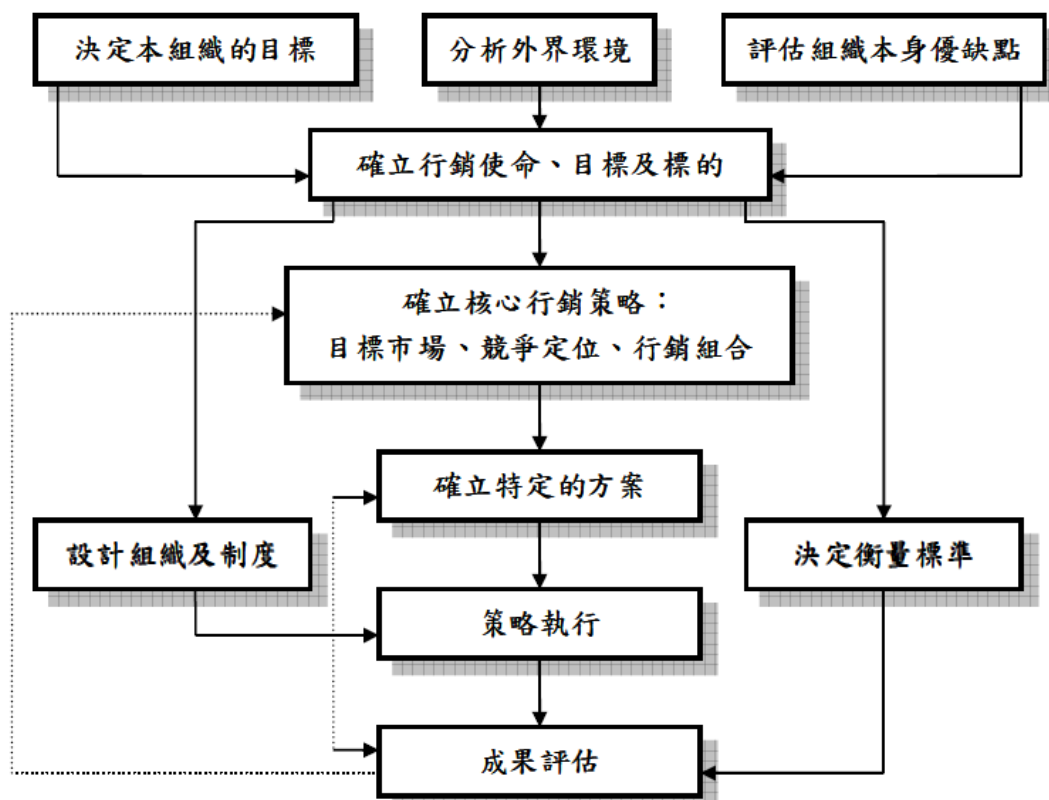 決定本組織的目標
分析外界環境
評估組織本身優缺點
確立行銷使命、目標及標的
確立核心行銷策略：
目標市場、競爭定位、行銷組合
確立特定的方案
設計組織及制度
決定衡量標準
策略執行
成果評估